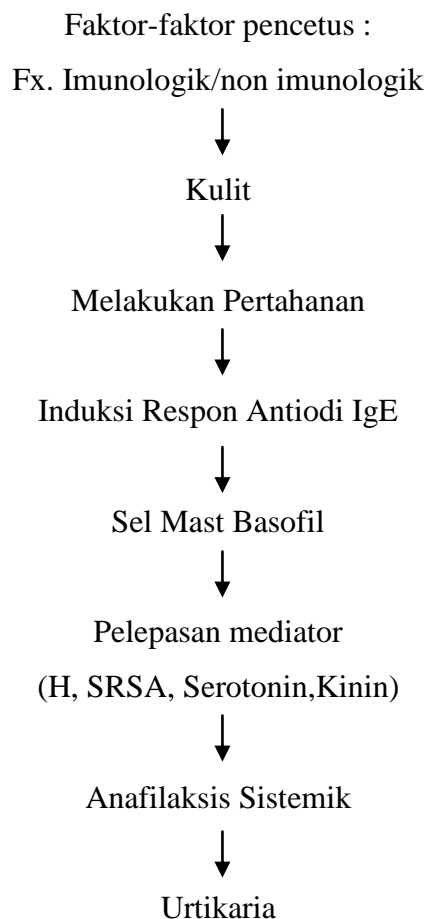 Faktor-faktor pencetus :
Fx. Imunologik/non imunologik
Kulit
Melakukan Pertahanan
Induksi Respon Antiodi IgE
Sel Mast Basofil
Pelepasan mediator
(H, SRSA, Serotonin,Kinin)
Anafilaksis Sistemik
Urtikaria